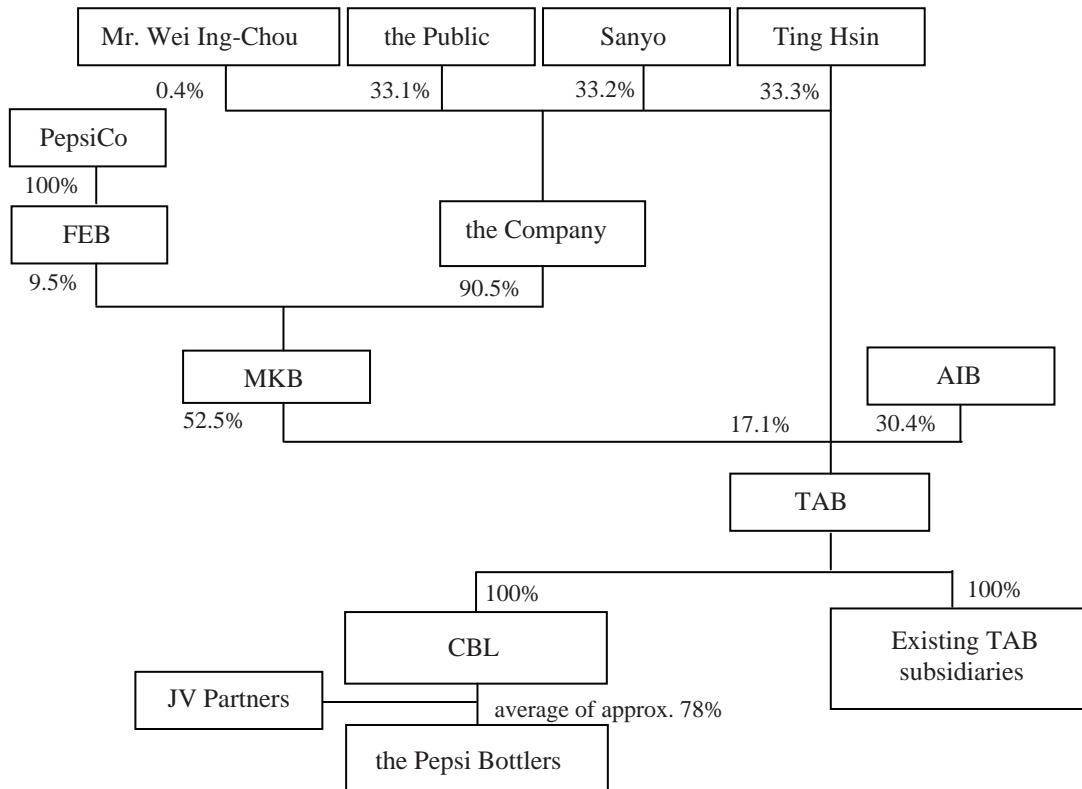 Mr. Wei Ing-Chou
the Public
Sanyo
Ting Hsin
0.4%
33.1%
33.2%
33.3%
PepsiCo
100%
FEB
the Company
9.5%
90.5%
MKB
AIB
52.5%
17.1%
30.4%
TAB
100%
100%
CBL
Existing TAB
subsidiaries
JV Partners
average of approx. 78%
the Pepsi Bottlers